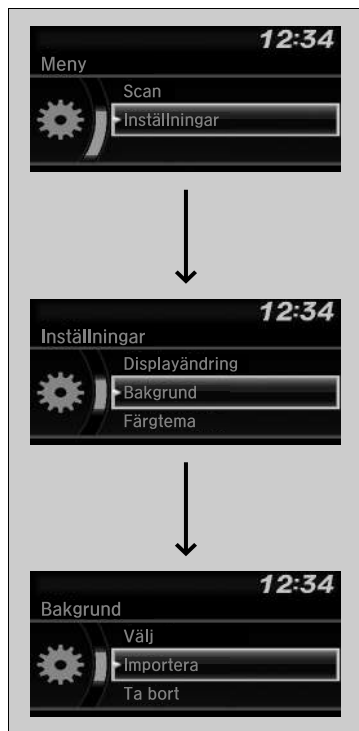 12:34
Meny
Scan
Inställningar
12:34
Inställningar
Displayändring
Bakgrund
Färgtema
12:34
Bakgrund
Välj
Importera
Ta bort